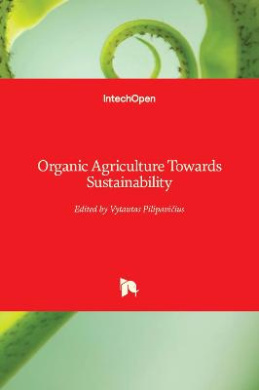 IntechOpen
Organic Agriculture Towards
Sustainability
Edited by Vytautas Pilipavičius